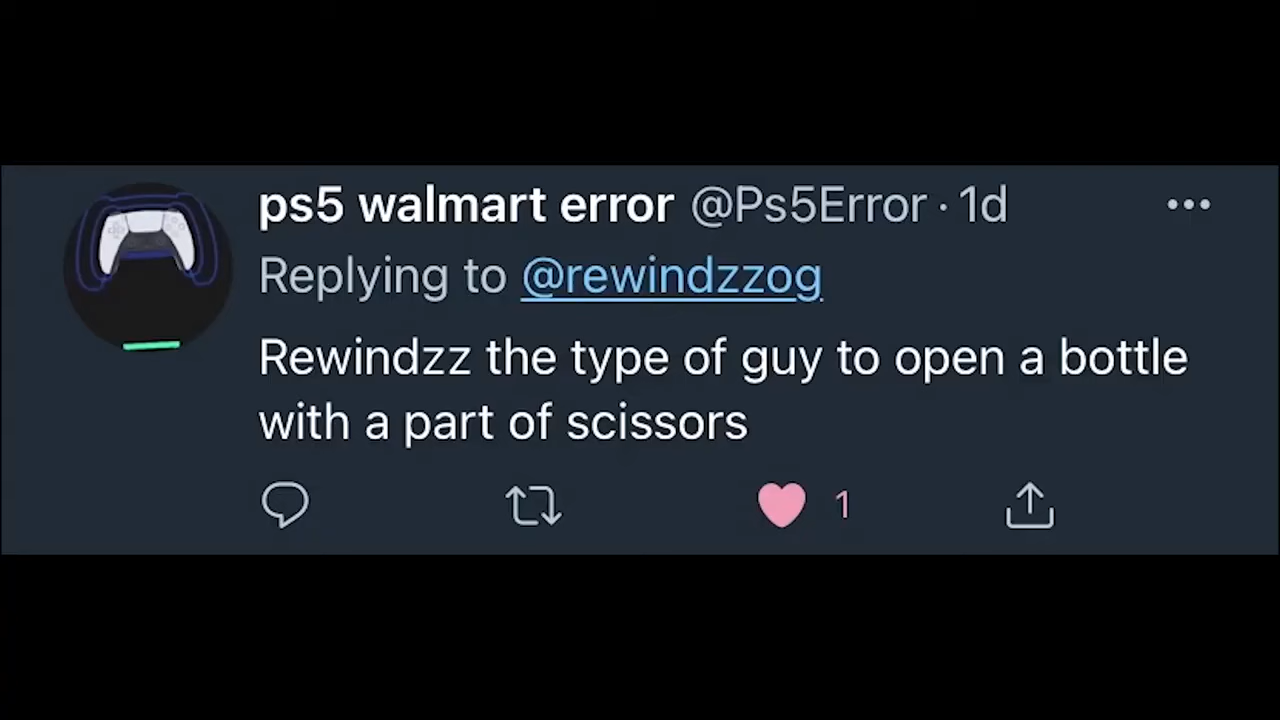 ps5 walmart error @Ps5Error · 1d
Replying to @rewindzzog
Rewindzz the type of guy to open a bottle
with a part of scissors
1